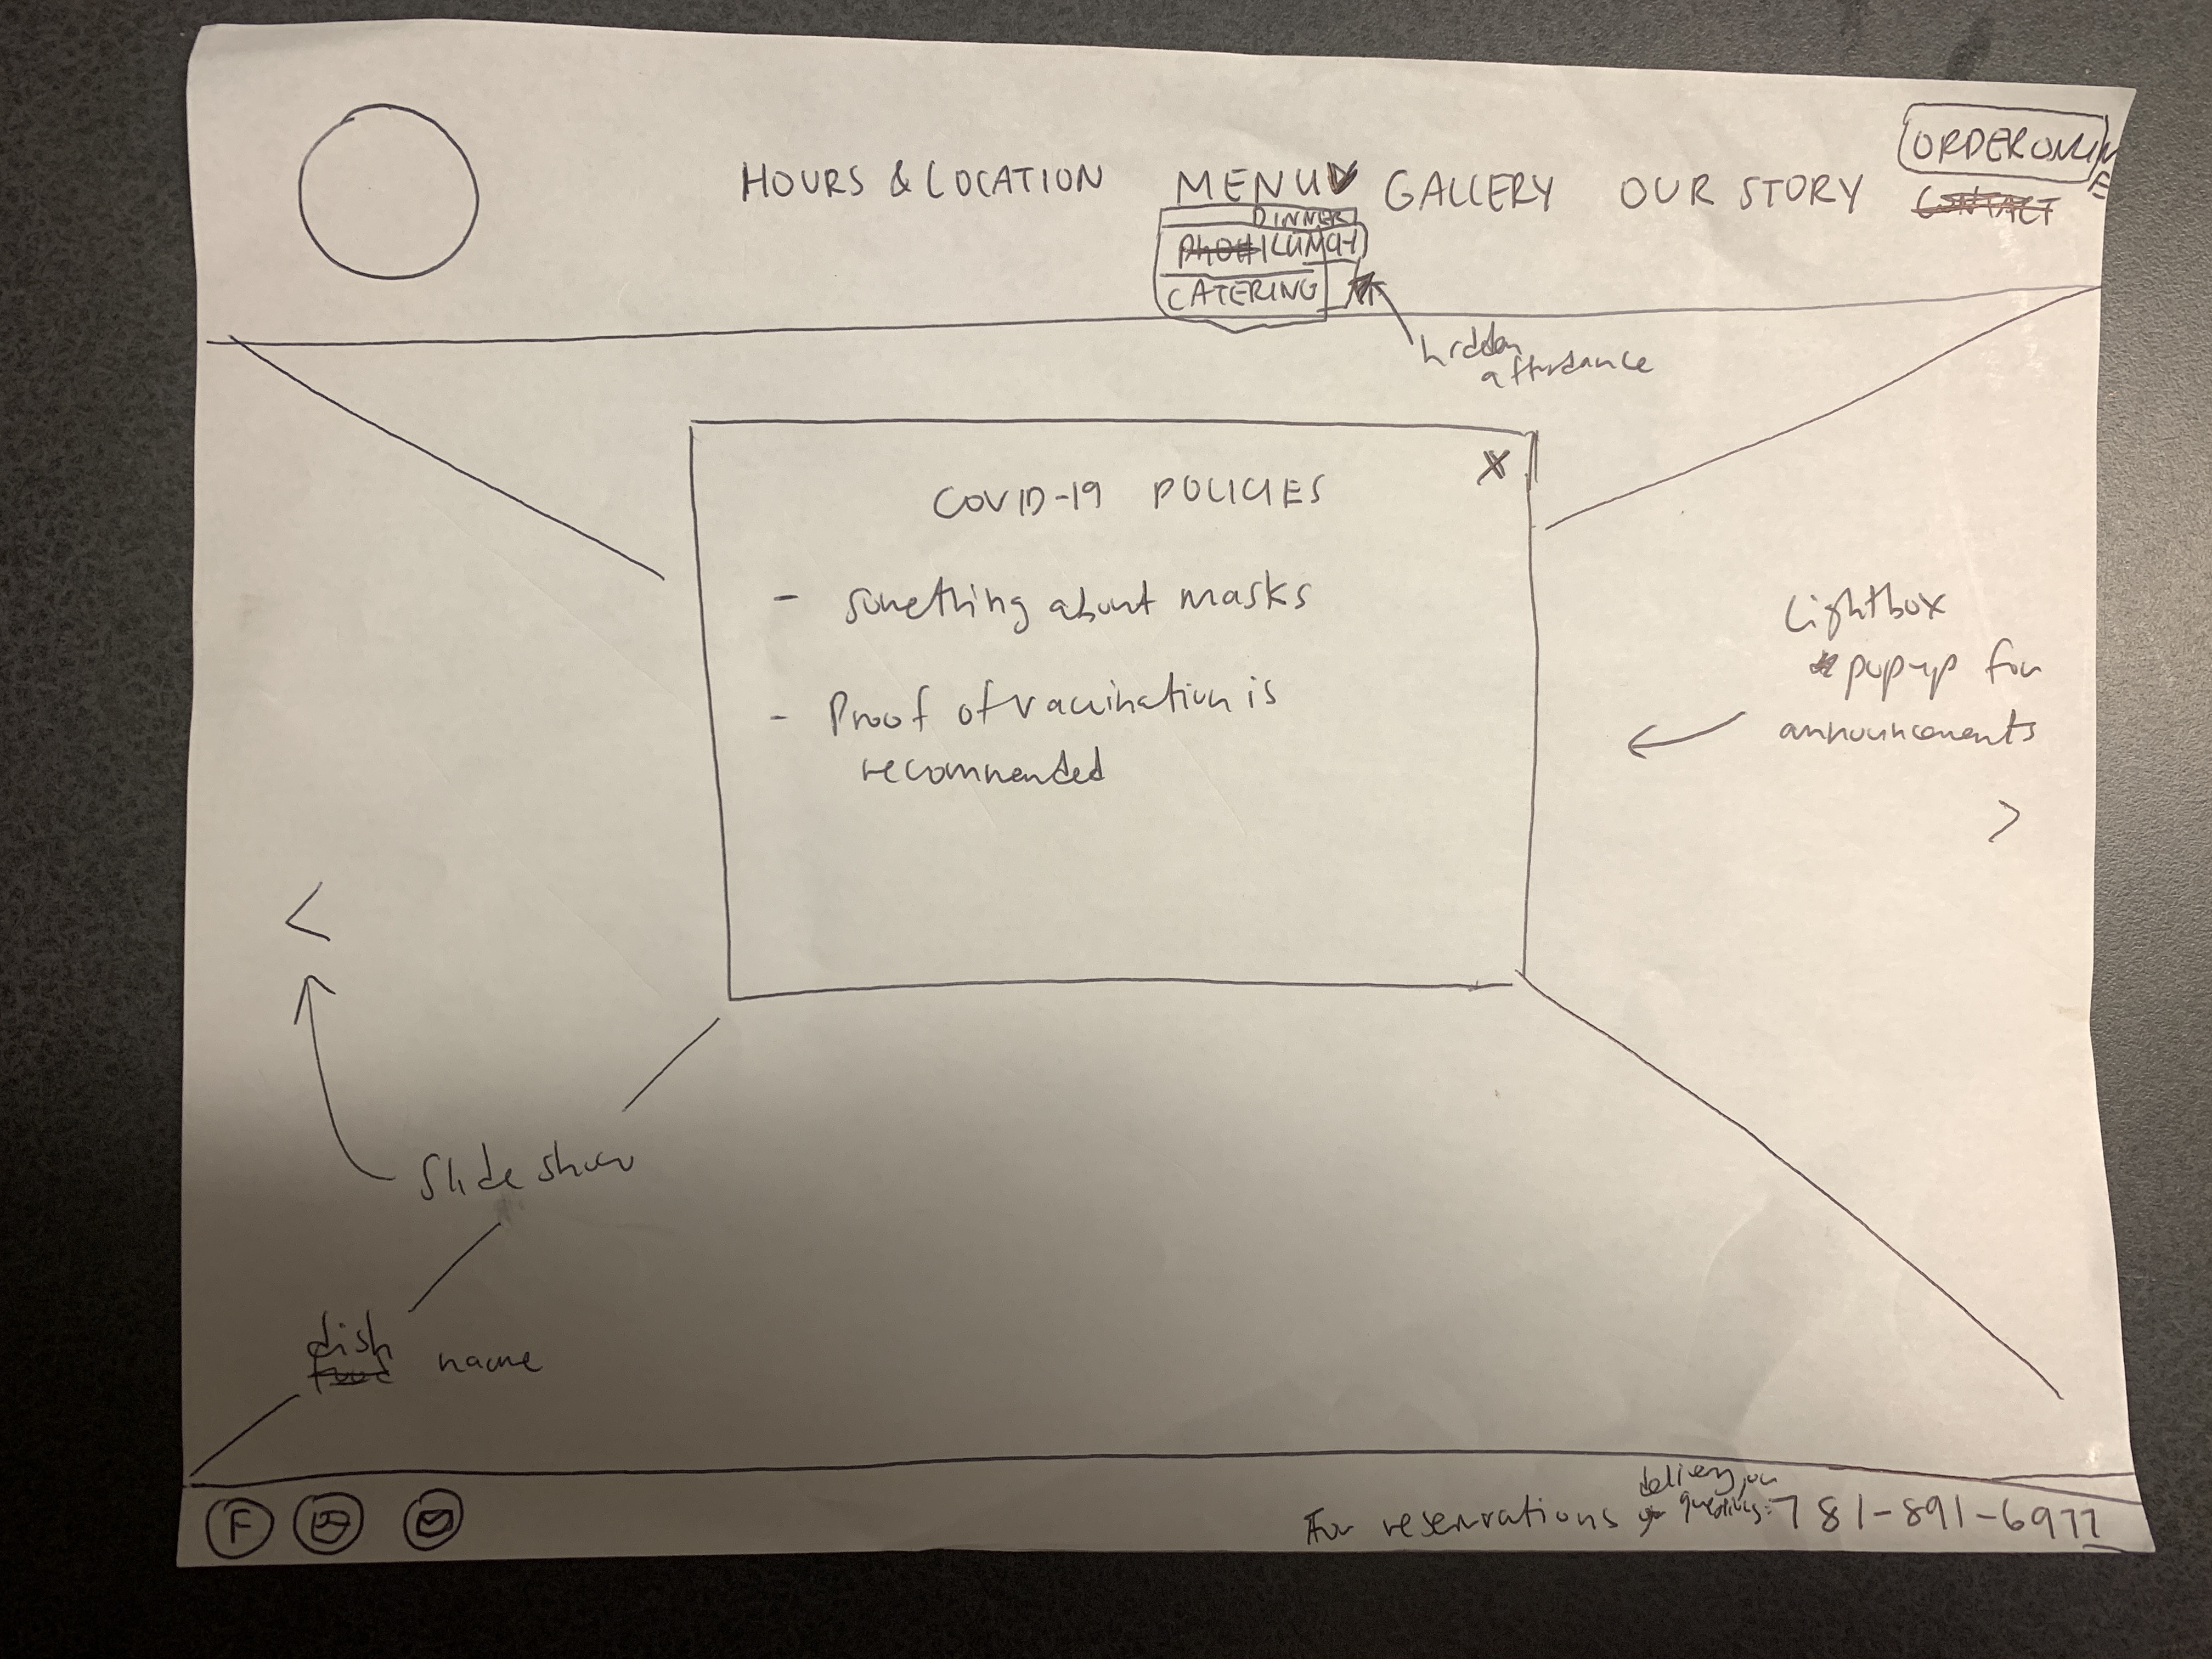 HOURS & LOCATION
MENU
GALLERY
OUR STORY
ORDER ONLINE
CONTACT
DINNER
LUNCH
CATERING
hidden
affordance
X
COVID-19 POLICIES
- something about masks
- Proof of vaccination is
recommended
Lightbox
popup for
announcements
>
<
Slide show
dish
food name
F
For reservations delivery, or questions: 781-891-6977